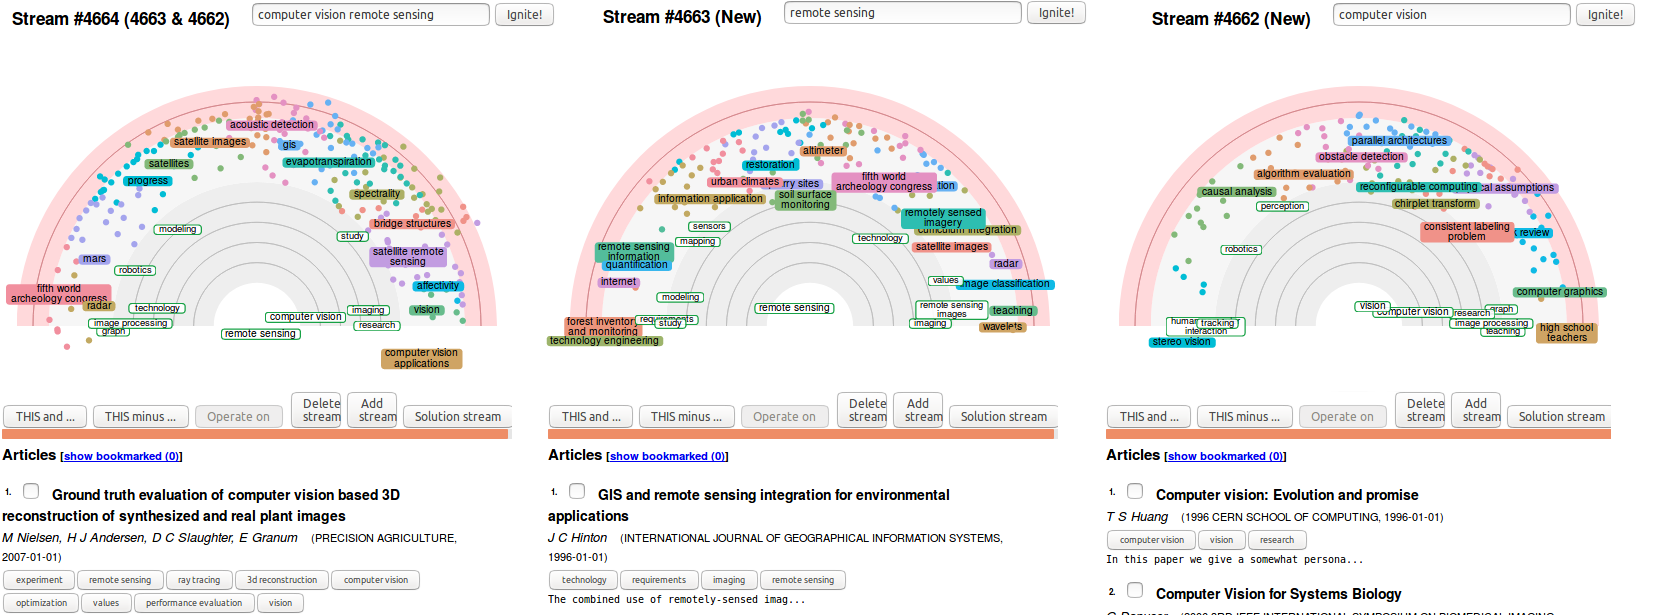 Stream #4664 (4663 & 4662)
computer vision remote sensing
Ignite!
acoustic detection
satellite images
gis
satellites
evapotranspiration
progress
spectrality
bridge structures
modeling
study
satellite remote
sensing
mars
robotics
affectivity
fifth world
archeology congress
radar
technology
imaging
vision
computer vision
image processing
research
graph
remote sensing
computer vision
applications
THIS and ...
THIS minus ...
Operate on
Delete
stream
Add
stream
Solution stream
Articles [show bookmarked (0)]
1. Ground truth evaluation of computer vision based 3D
reconstruction of synthesized and real plant images
M Nielsen, H J Andersen, D C Slaughter, E Granum (PRECISION AGRICULTURE,
2007-01-01)
experiment
remote sensing
ray tracing
3d reconstruction
computer vision
optimization
values
performance evaluation
vision
Stream #4663 (New)
remote sensing
Ignite!
altimeter
restoration
urban climates
rry sites
fifth world
archeology congress
tion
information application
soil surface
monitoring
remotely sensed
imagery
curriculum integration
sensors
mapping
technology
satellite images
remote sensing
information
quantification
radar
internet
values
image classification
modeling
remote sensing
remote sensing
images
teaching
forest inventory
and monitoring
requirements
study
imaging
wavelets
technology engineering
THIS and ...
THIS minus ...
Operate on
Delete
stream
Add
stream
Solution stream
Articles [show bookmarked (0)]
1. GIS and remote sensing integration for environmental
applications
J C Hinton (INTERNATIONAL JOURNAL OF GEOGRAPHICAL INFORMATION SYSTEMS,
1996-01-01)
technology
requirements
imaging
remote sensing
The combined use of remotely-sensed imag...
Stream #4662 (New)
computer vision
Ignite!
parallel architectures
obstacle detection
algorithm evaluation
causal analysis
reconfigurable computing
cal assumptions
perception
chirplet transform
consistent labeling
problem
k review
robotics
computer graphics
vision
computer vision
research
graph
human
interaction
tracking
image processing
teaching
high school
teachers
stereo vision
THIS and ...
THIS minus ...
Operate on
Delete
stream
Add
stream
Solution stream
Articles [show bookmarked (0)]
1. Computer vision: Evolution and promise
T S Huang (1996 CERN SCHOOL OF COMPUTING, 1996-01-01)
computer vision
vision
research
In this paper we give a somewhat persona...
2. Computer Vision for Systems Biology